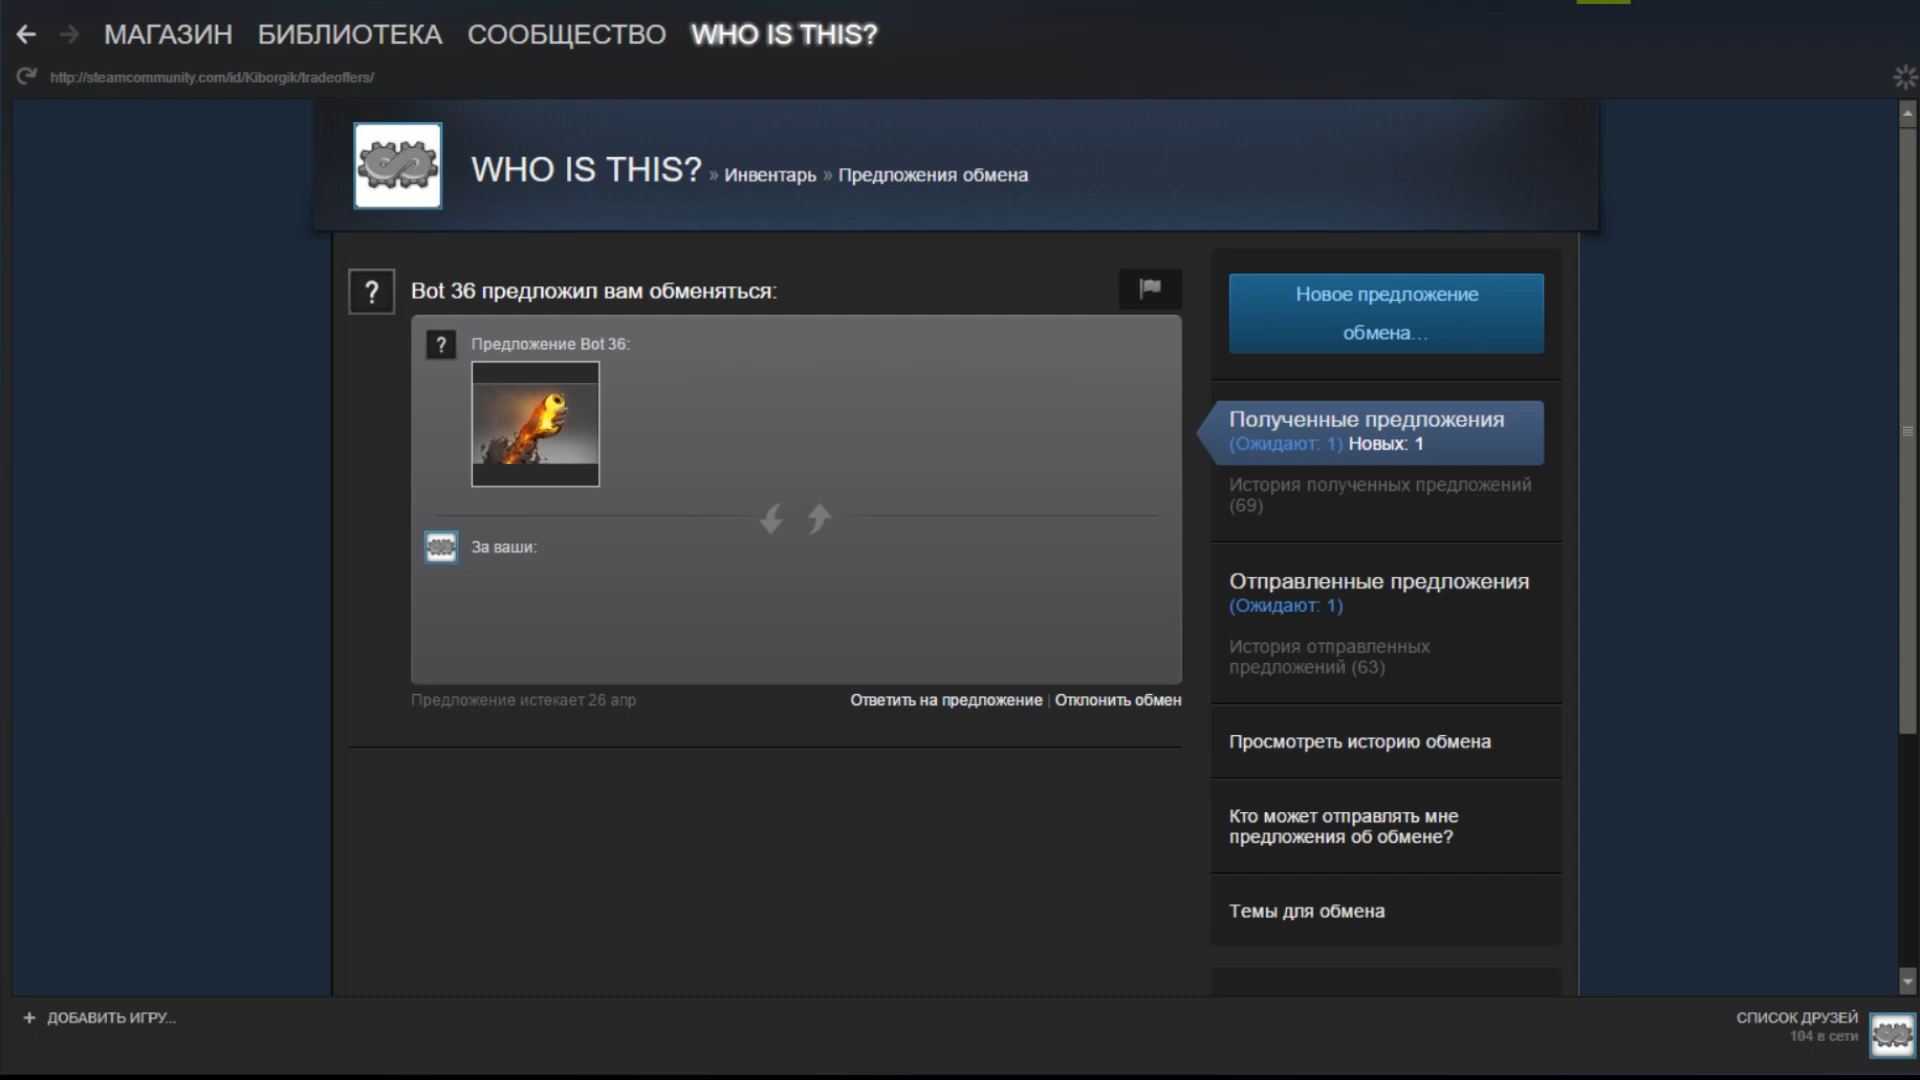 МАГАЗИН БИБЛИОТЕКА СООБЩЕСТВО WHO IS THIS?
http://steamcommunity.com/id/Kiborgik/tradeoffers/
WHO IS THIS? » Инвентарь » Предложения обмена
? Bot 36 предложил вам обменяться:
? Предложение Bot 36:
За ваши:
Предложение истекает 26 апр
Ответить на предложение | Отклонить обмен
Новое предложение
обмена...
Полученные предложения
(Ожидают: 1) Новых: 1
История полученных предложений
(69)
Отправленные предложения
(Ожидают: 1)
История отправленных
предложений (63)
Просмотреть историю обмена
Кто может отправлять мне
предложения об обмене?
Темы для обмена
+ ДОБАВИТЬ ИГРУ...
СПИСОК ДРУЗЕЙ
104 в сети